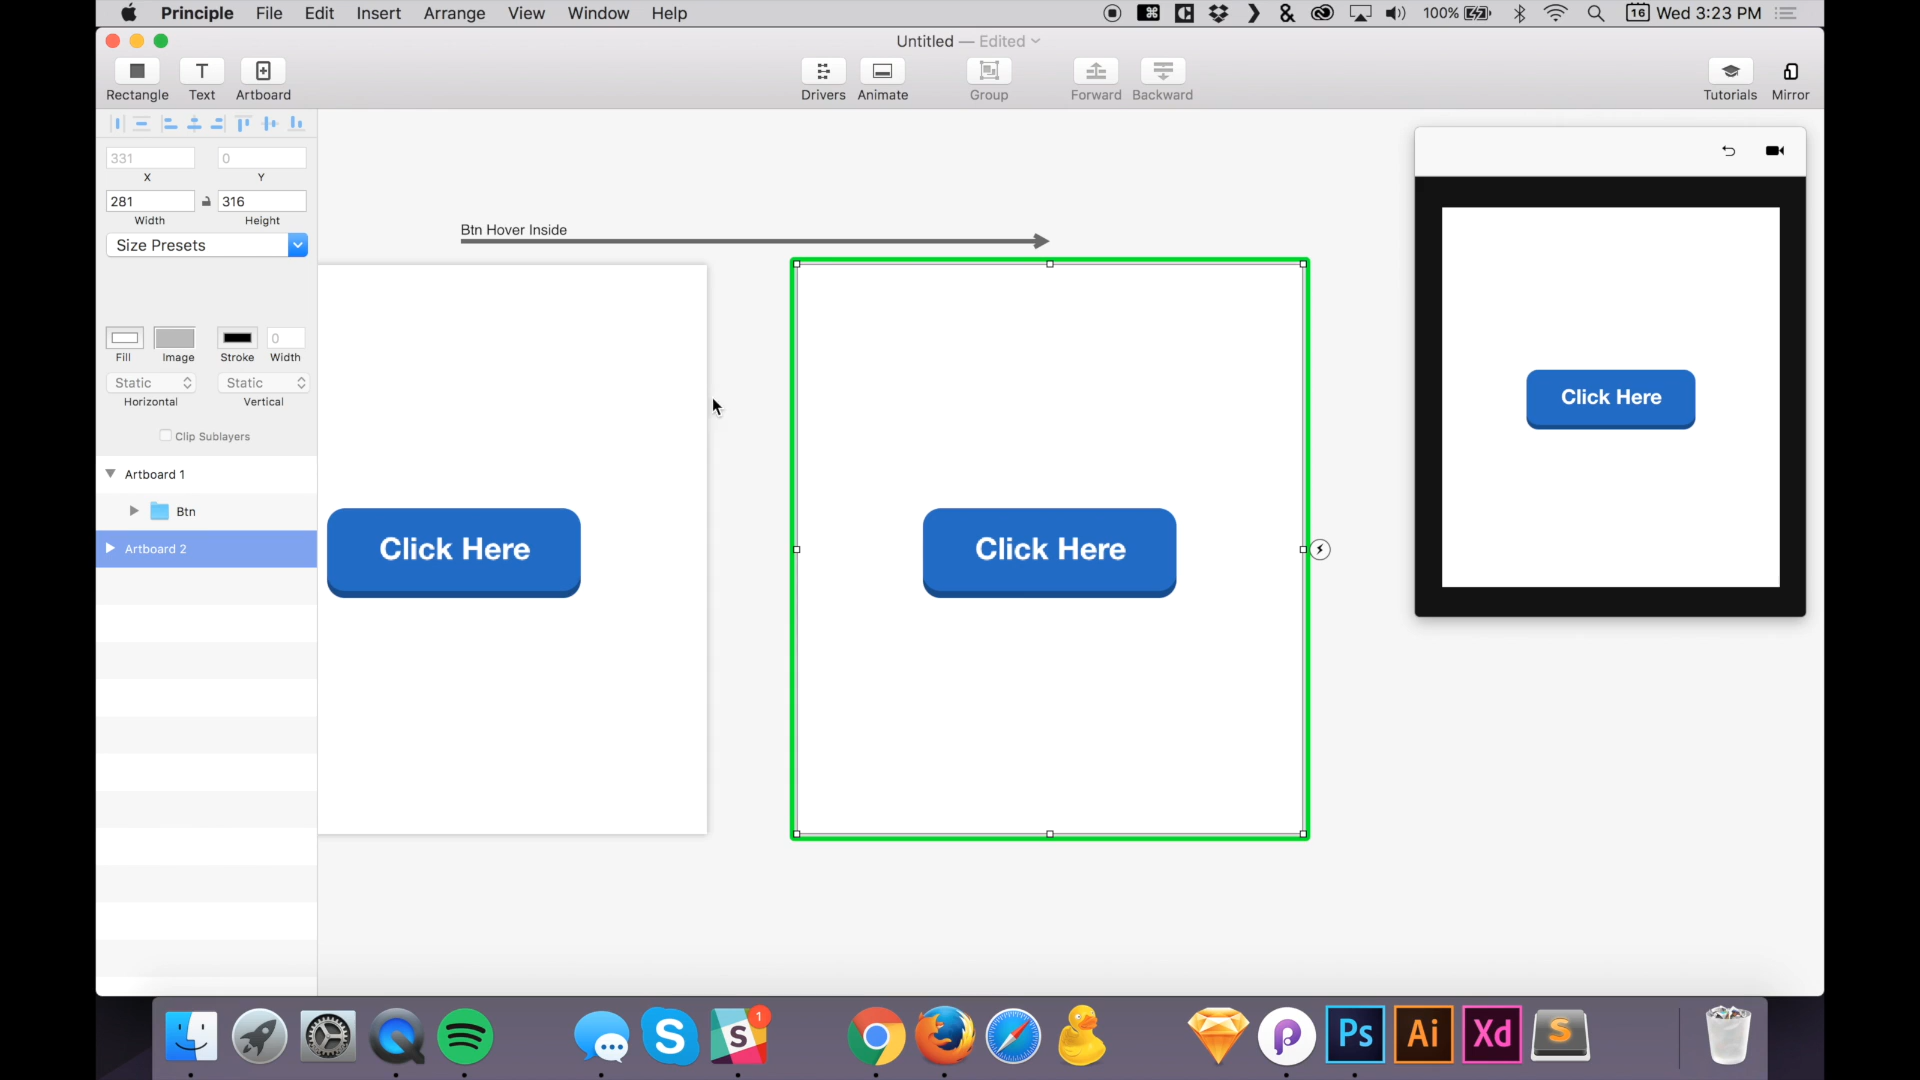 Principle File Edit Insert Arrange View Window Help
100% 16 Wed 3:23 PM
Untitled — Edited
Rectangle Text Artboard Drivers Animate Group Forward Backward Tutorials Mirror
331 0
X Y
281 316
Width Height
Size Presets
Btn Hover Inside
0
Fill Image Stroke Width
Static Static
Horizontal Vertical
Clip Sublayers
Artboard 1
Btn
Artboard 2
Click Here
Click Here
Click Here
S S 1 Ps Ai Xd S